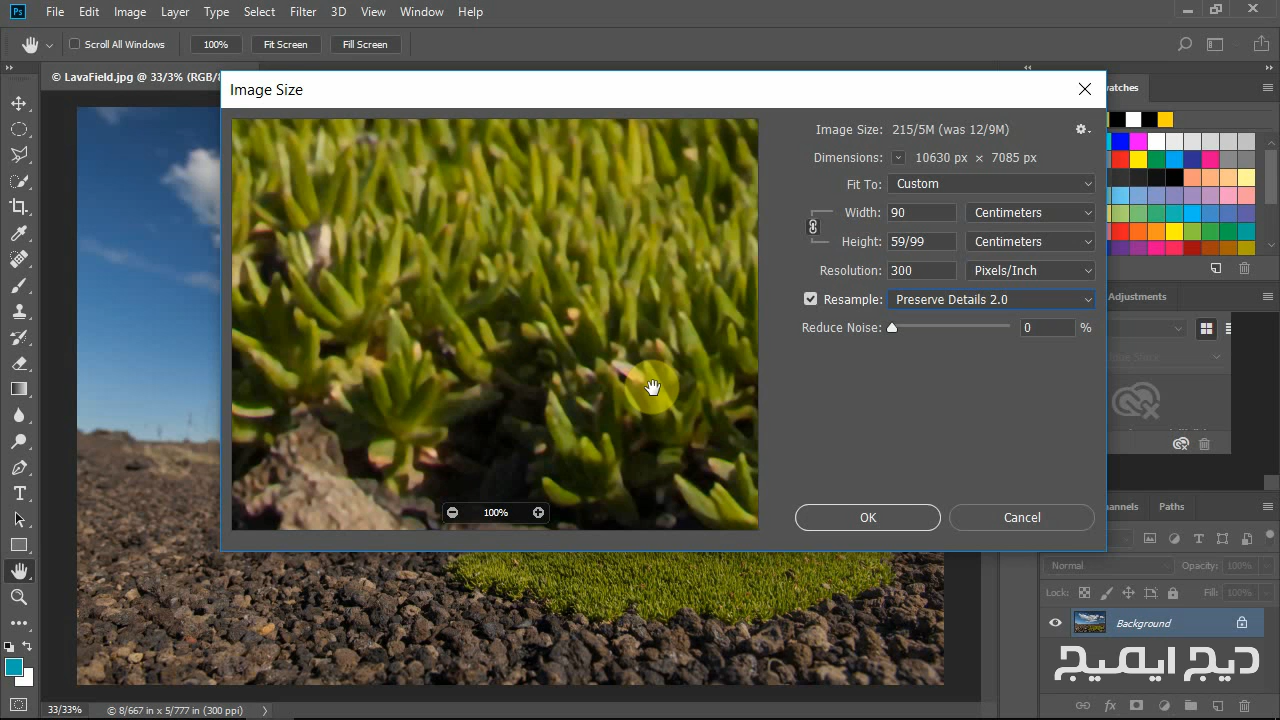 Ps File Edit Image Layer Type Select Filter 3D View Window Help
Scroll All Windows 100% Fit Screen Fill Screen
© LavaField.jpg @ 33/3% (RGB/8
Image Size
Image Size: 215/5M (was 12/9M)
Dimensions: 10630 px × 7085 px
Fit To: Custom
Width: 90 Centimeters
Height: 59/99 Centimeters
Resolution: 300 Pixels/Inch
Resample: Preserve Details 2.0
Reduce Noise: 0 %
100%
OK Cancel
watches
Adjustments
hannels Paths
Normal Opacity: 100%
Lock: Fill: 100%
Background
دیج ایمیج
33/33% © 8/667 in x 5/777 in (300 ppi)